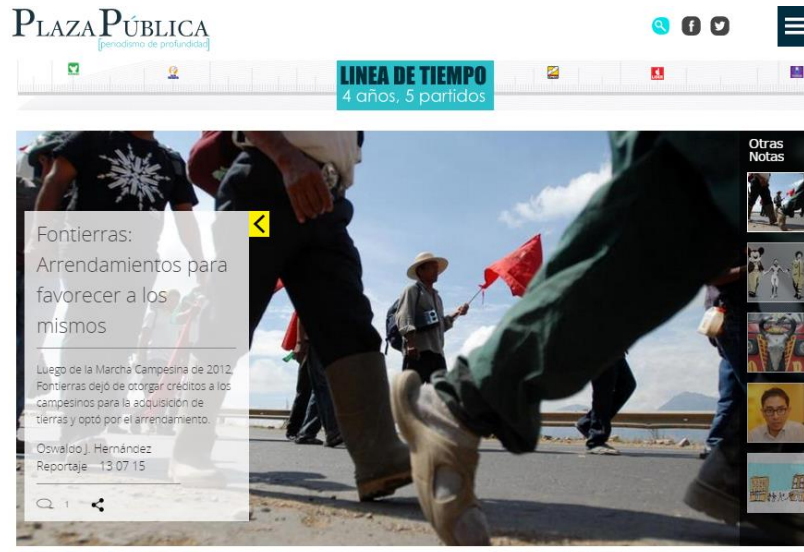 PLAZA PÚBLICA
[periodismo de profundidad]
LINEA DE TIEMPO
4 años, 5 partidos
Otras
Notas
Fontierras:
Arrendamientos para
favorecer a los
mismos
Luego de la Marcha Campesina de 2012,
Fontierras dejó de otorgar créditos a los
campesinos para la adquisición de
tierras y optó por el arrendamiento.
Oswaldo J. Hernández
Reportaje 13 07 15
1